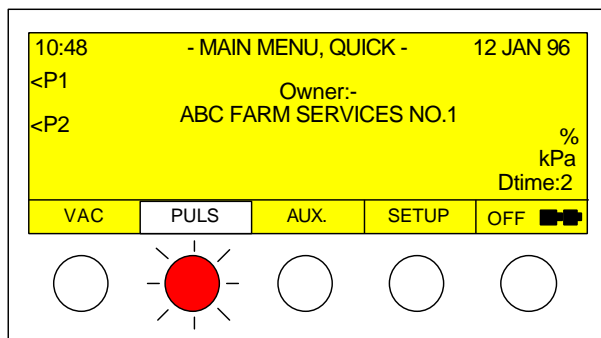 10:48 - MAIN MENU, QUICK - 12 JAN 96
<P1
Owner:-
ABC FARM SERVICES NO.1
<P2
%
kPa
Dtime:2
VAC PULS AUX. SETUP OFF